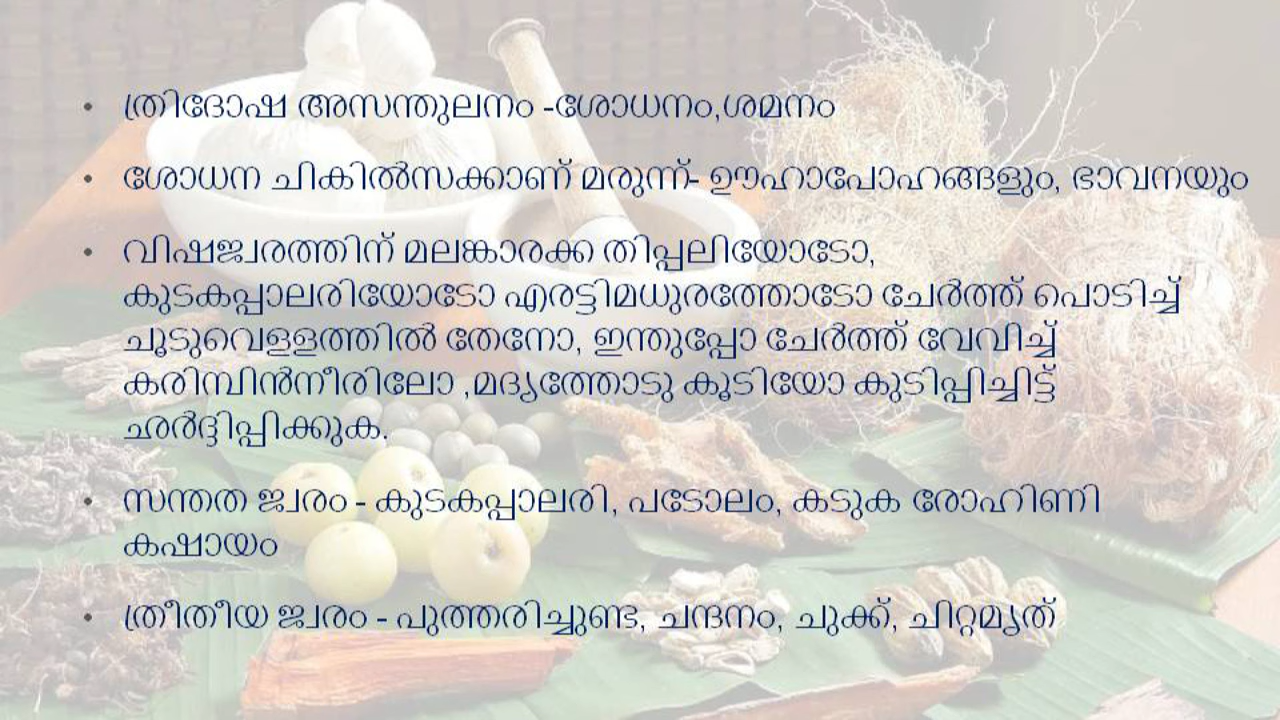 • ത്രിദോഷ അസന്തുലനം -ശോധനം,ശമനം
• ശോധന ചികിൽസക്കാണ് മരുന്ന്- ഊഹാപോഹങ്ങളും, ഭാവനയും
• വിഷജ്വരത്തിന് മലങ്കാരക്ക തിപ്പലിയോടോ,
കുടകപ്പാലരിയോടോ എരട്ടിമധുരത്തോടോ ചേർത്ത് പൊടിച്ച്
ചൂടുവെളളത്തിൽ തേനോ, ഇന്തുപ്പോ ചേർത്ത് വേവിച്ച്
കരിമ്പിൻനീരിലോ ,മദ്യത്തോടു കൂടിയോ കുടിപ്പിച്ചിട്ട്
ഛർദ്ദിപ്പിക്കുക.
• സന്തത ജ്വരം - കുടകപ്പാലരി, പടോലം, കടുക രോഹിണി
കഷായം
• ത്രീതീയ ജ്വരം - പുത്തരിച്ചുണ്ട, ചന്ദനം, ചുക്ക്, ചിറ്റമൃത്